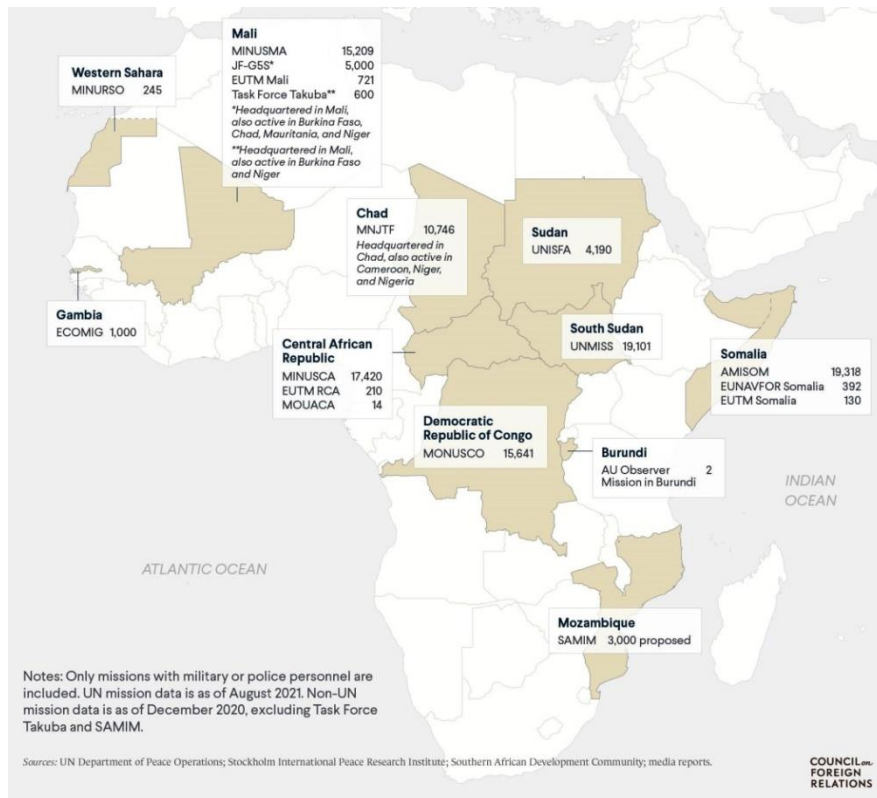 Mali
MINUSMA 15,209
JF-G5S* 5,000
EUTM Mali 721
Task Force Takuba** 600
*Headquartered in Mali,
also active in Burkina Faso,
Chad, Mauritania, and Niger
**Headquartered in Mali,
also active in Burkina Faso
and Niger
Western Sahara
MINURSO 245
Chad
MNJTF 10,746
Headquartered in
Chad, also active in
Cameroon, Niger,
and Nigeria
Sudan
UNISFA 4,190
Gambia
ECOMIG 1,000
Central African
Republic
MINUSCA 17,420
EUTM RCA 210
MOUACA 14
South Sudan
UNMISS 19,101
Somalia
AMISOM 19,318
EUNAVFOR Somalia 392
EUTM Somalia 130
Democratic
Republic of Congo
MONUSCO 15,641
Burundi
AU Observer 2
Mission in Burundi
INDIAN
OCEAN
ATLANTIC OCEAN
Mozambique
SAMIM 3,000 proposed
Notes: Only missions with military or police personnel are
included. UN mission data is as of August 2021. Non-UN
mission data is as of December 2020, excluding Task Force
Takuba and SAMIM.
Sources: UN Department of Peace Operations; Stockholm International Peace Research Institute; Southern African Development Community; media reports.
COUNCIL on
FOREIGN
RELATIONS